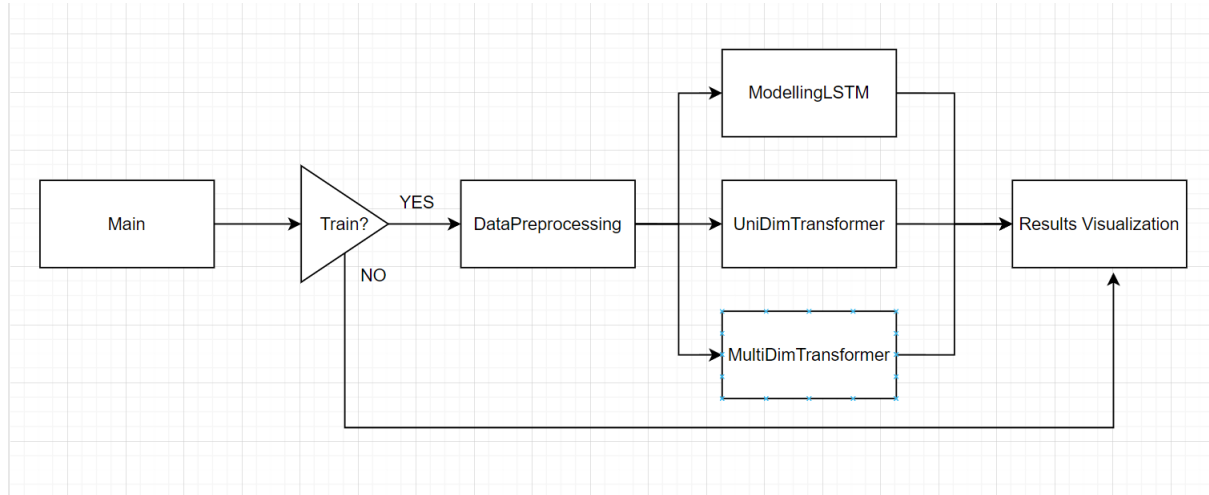 ModellingLSTM
Main
Train?
YES
DataPreprocessing
UniDimTransformer
Results Visualization
NO
MultiDimTransformer